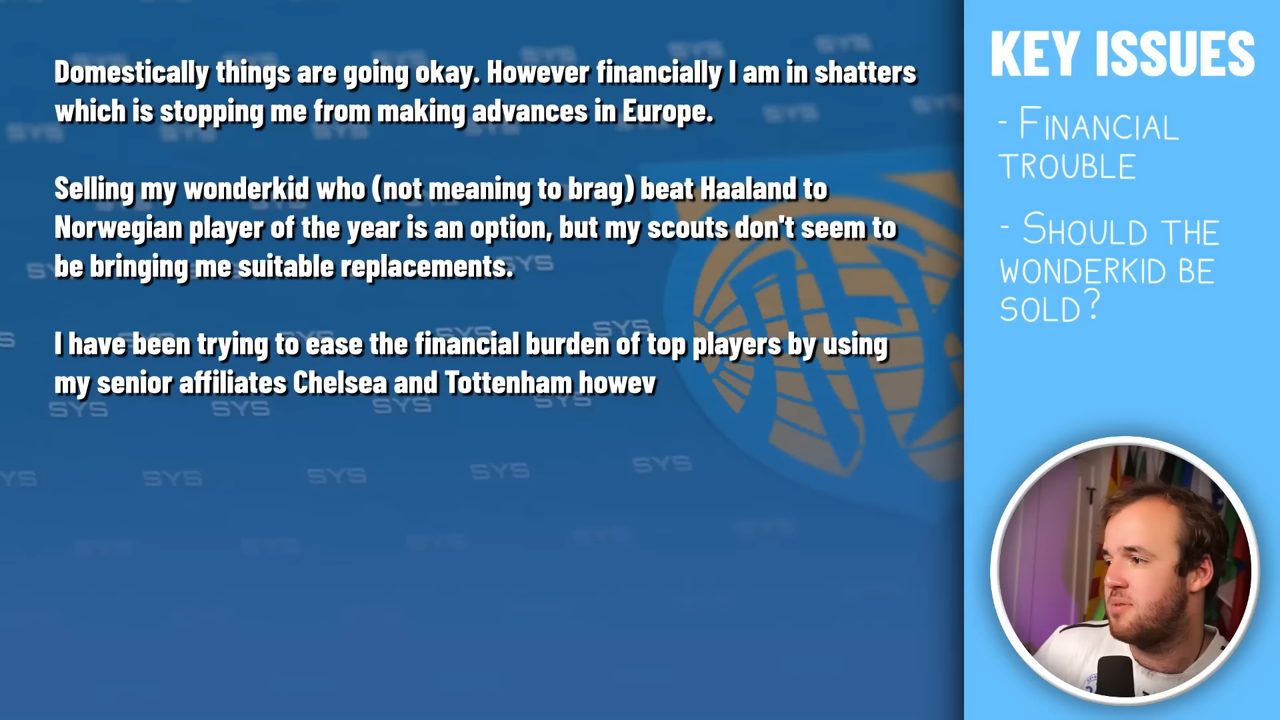 Domestically things are going okay. However financially I am in shatters
which is stopping me from making advances in Europe.
Selling my wonderkid who (not meaning to brag) beat Haaland to
Norwegian player of the year is an option, but my scouts don't seem to
be bringing me suitable replacements.
I have been trying to ease the financial burden of top players by using
my senior affiliates Chelsea and Tottenham howev
KEY ISSUES
- FINANCIAL
TROUBLE
- SHOULD THE
WONDERKID BE
SOLD?